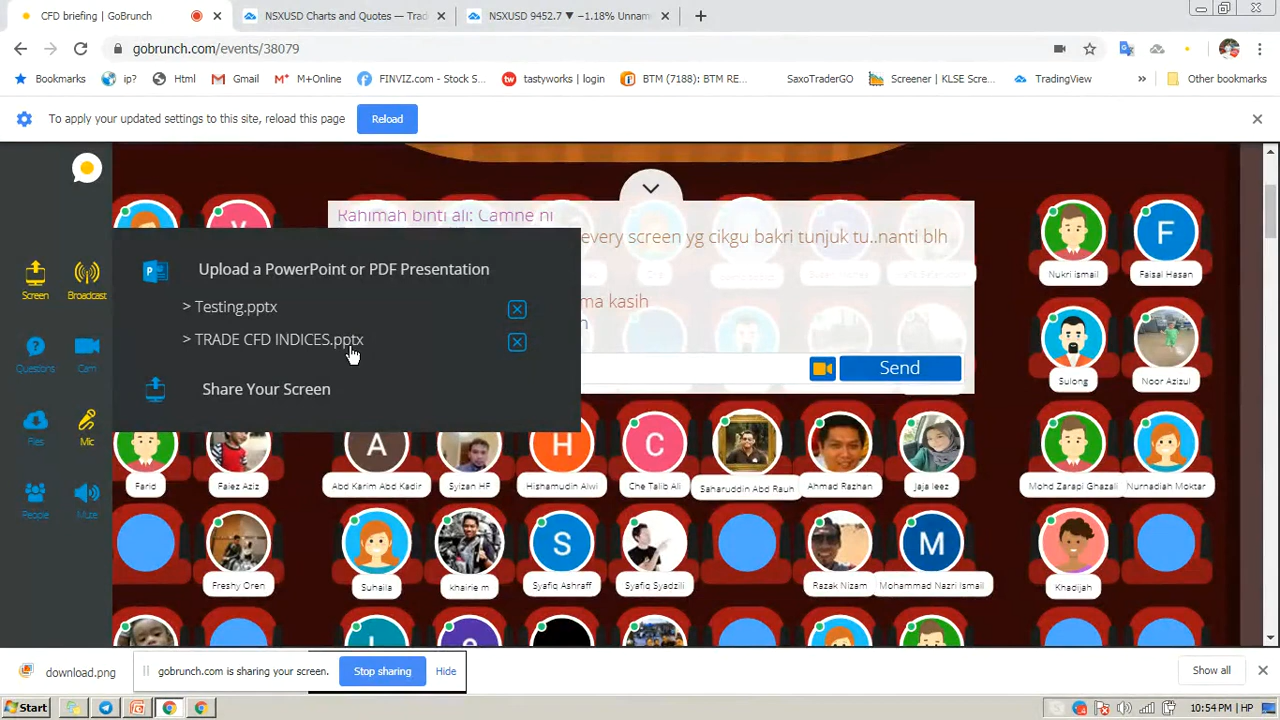 CFD briefing | GoBrunch
NSXUSD Charts and Quotes — Trad
NSXUSD 9452.7 ▼ −1.18% Unnam
gobrunch.com/events/38079
Bookmarks
ip?
Html
Gmail
M+Online
FINVIZ.com - Stock S...
tastyworks | login
BTM (7188): BTM RE...
SaxoTraderGO
Screener | KLSE Scre...
TradingView
»
Other bookmarks
To apply your updated settings to this site, reload this page
Reload
Rahimah binti ali: Camne ni
every screen yg cikgu bakri tunjuk tu..nanti blh
Upload a PowerPoint or PDF Presentation
> Testing.pptx
ma kasih
> TRADE CFD INDICES.pptx
Share Your Screen
Send
Screen
Broadcast
Questions
Cam
Files
Mic
People
Mute
Nukri ismail
F
Faisal Hasan
Sulong
Noor Azizul
Farid
Faiez Aziz
A
Abd Karim Abd Kadir
Syizan HF
H
Hishamudin Alwi
C
Che Talib Ali
Saharuddin Abd Rauh
Ahmad Razhan
Jaja leez
Mohd Zarapi Ghazali
Nurnadiah Moktar
Freshy Oren
Suhaila
khairie m
S
Syafiq Ashraff
Syafiq Syadzili
Razak Nizam
M
Mohammad Nazri Ismail
Khadijah
download.png
gobrunch.com is sharing your screen.
Stop sharing
Hide
Show all
Start
10:54 PM | HP